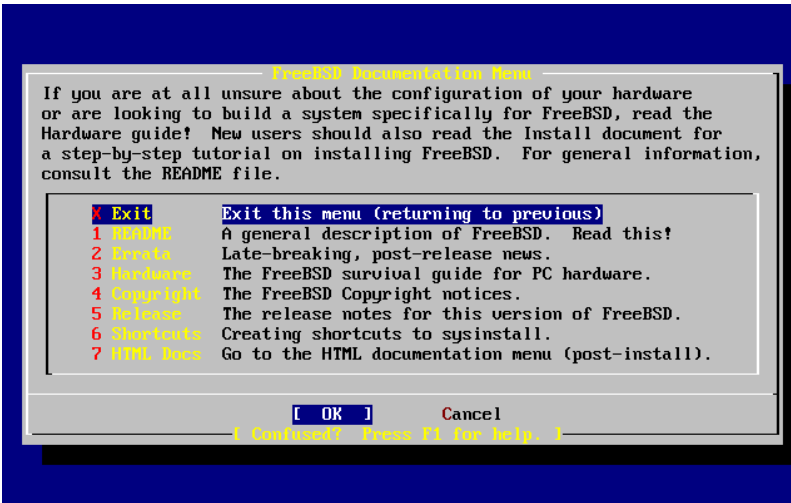 FreeBSD Documentation Menu
If you are at all unsure about the configuration of your hardware
or are looking to build a system specifically for FreeBSD, read the
Hardware guide!  New users should also read the Install document for
a step-by-step tutorial on installing FreeBSD.  For general information,
consult the README file.
X Exit Exit this menu (returning to previous)
1 README A general description of FreeBSD.  Read this!
2 Errata Late-breaking, post-release news.
3 Hardware The FreeBSD survival guide for PC hardware.
4 Copyright The FreeBSD Copyright notices.
5 Release The release notes for this version of FreeBSD.
6 Shortcuts Creating shortcuts to sysinstall.
7 HTML Docs Go to the HTML documentation menu (post-install).
[ OK ] Cancel
[ Confused?  Press F1 for help. ]